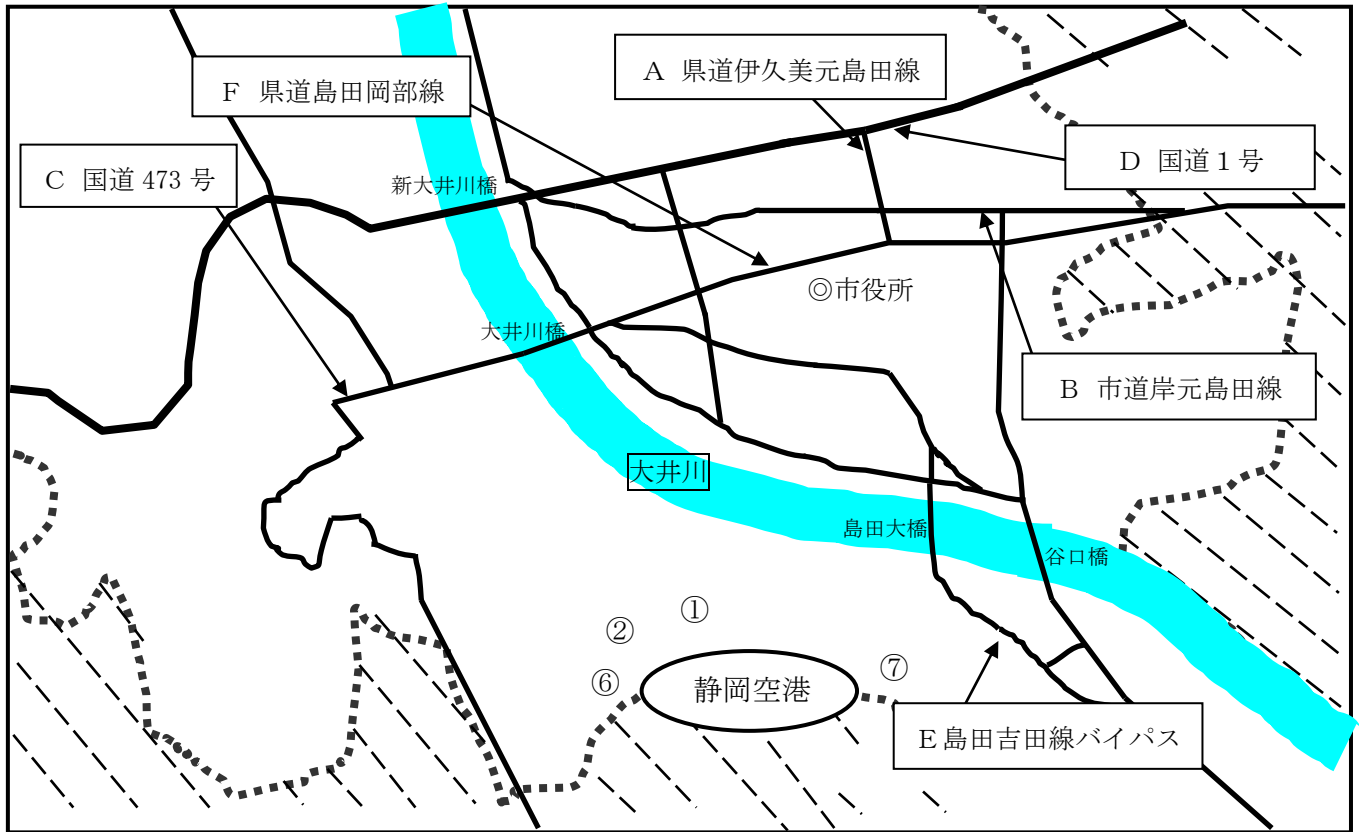 A 県道伊久美元島田線
F 県道島田岡部線
D 国道1号
C 国道 473 号
新大井川橋
◎市役所
大井川橋
B 市道岸元島田線
大井川
島田大橋
谷口橋
①
②
⑥
静岡空港
⑦
E島田吉田線バイパス